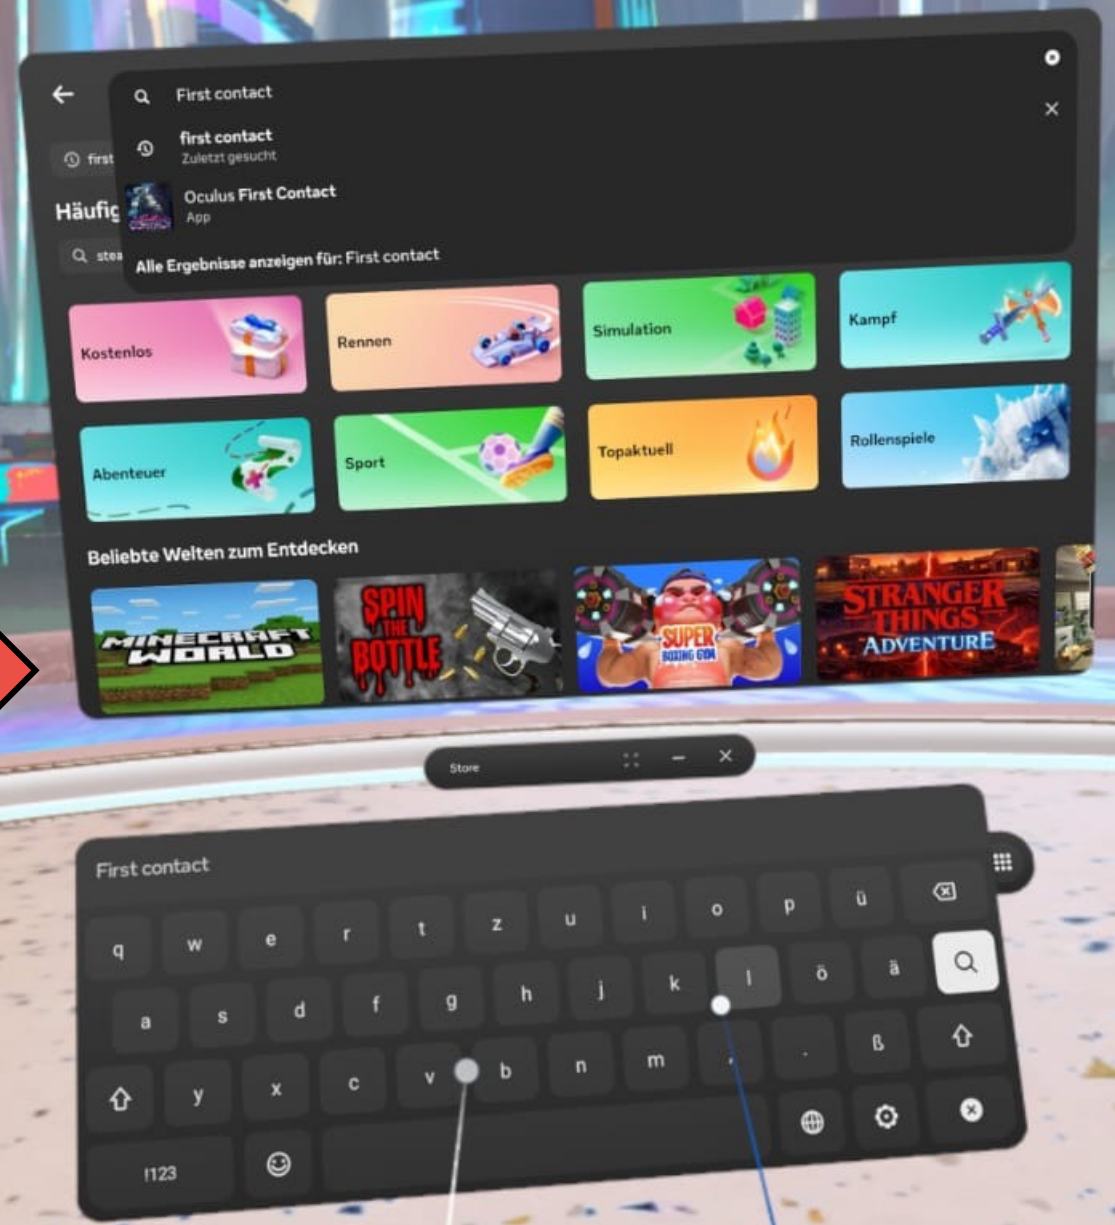 First contact
first contact
Zuletzt gesucht
first
Oculus First Contact
App
Häufig
stea
Alle Ergebnisse anzeigen für: First contact
Kostenlos
Rennen
Simulation
Kampf
Abenteuer
Sport
Topaktuell
Rollenspiele
Beliebte Welten zum Entdecken
MINECRAFT
WORLD
SPIN
THE
BOTTLE
SUPER
BOXING GYM
STRANGER
THINGS
ADVENTURE
Store
First contact
q w e r t z u i o p ü
a s d f g h j k l ö ä
y x c v b n m , . ß
!123